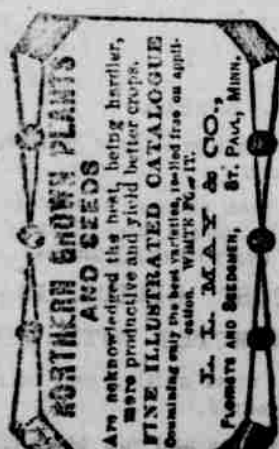 NORTHERN GROWN PLANTS
AND SEEDS
Are acknowledged the best, being hardier,
more productive and yield better crops.
FINE ILLUSTRATED CATALOGUE
Containing only the best varieties, mailed free on appli-
cation. WRITE FOR IT.
L. L. MAY & CO.,
FLORISTS AND SEEDSMEN, ST. PAUL, MINN.